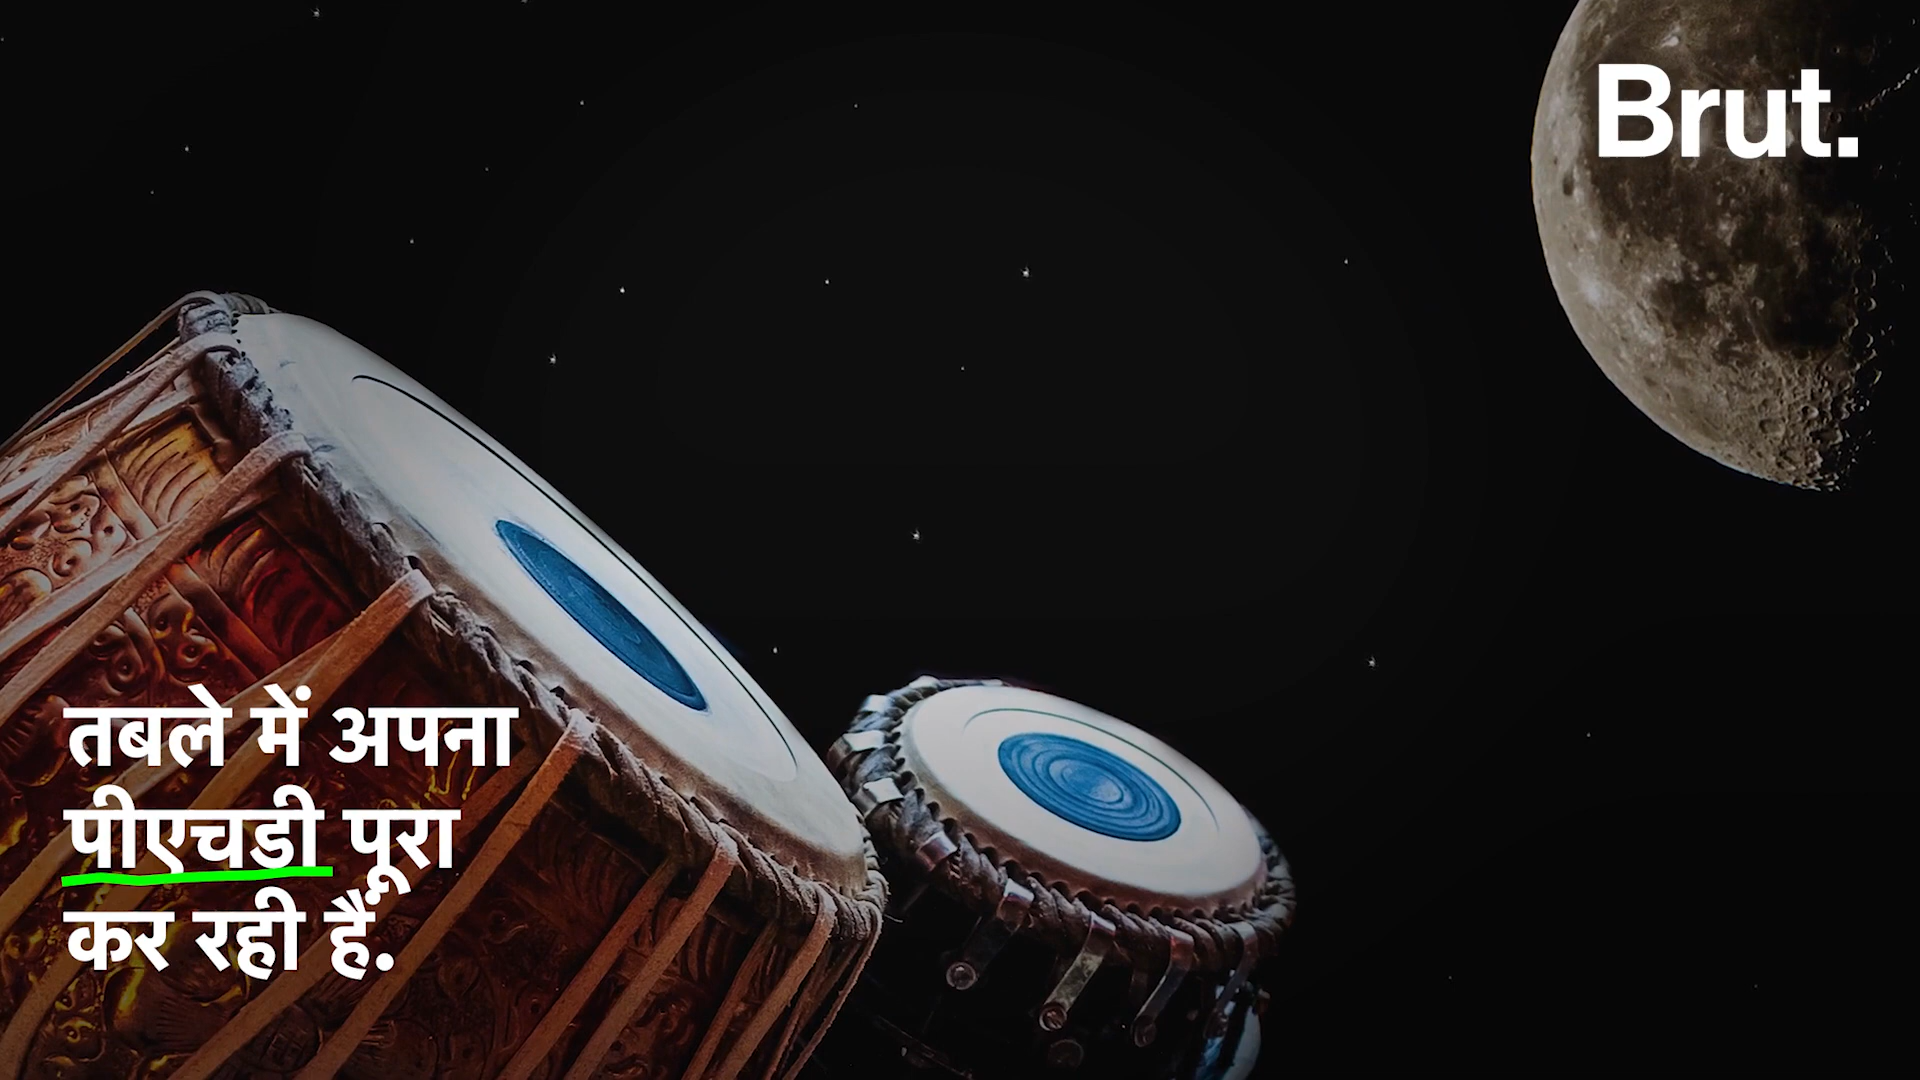 Brut.
तबले में अपना
पीएचडी पूरा
कर रही हैं.